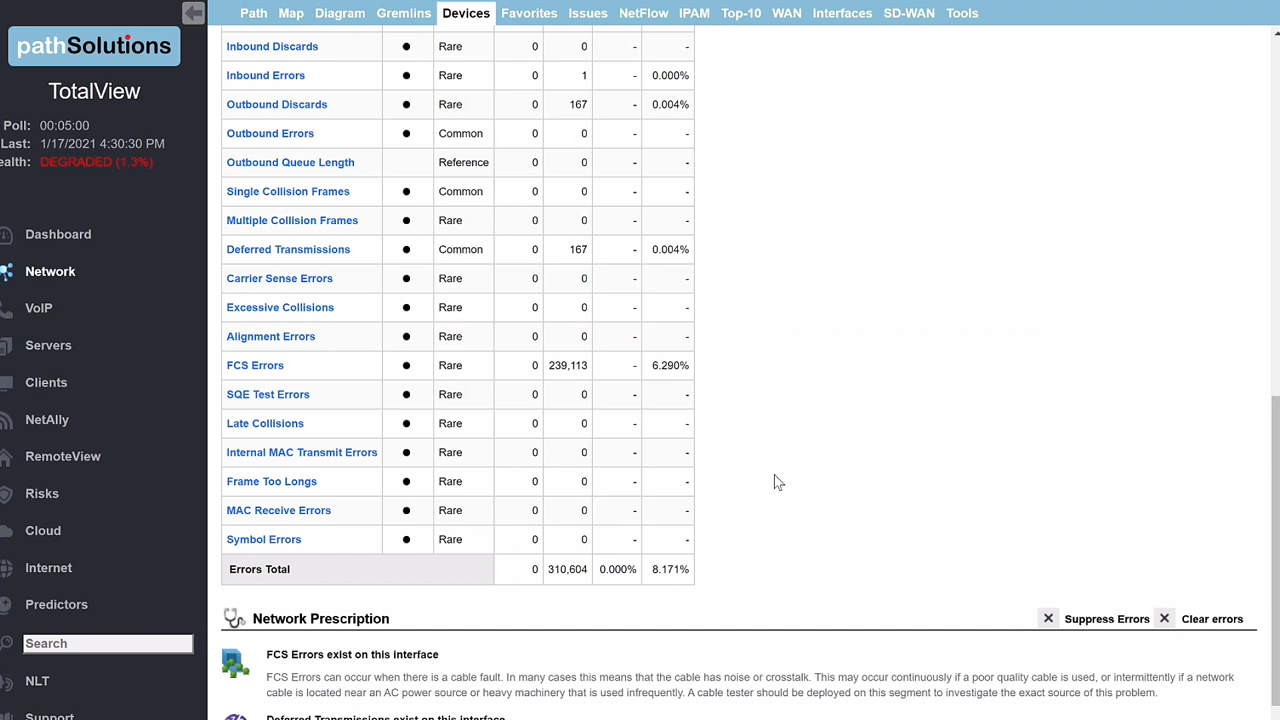 pathSolutions
TotalView
Poll: 00:05:00
Last: 1/17/2021 4:30:30 PM
ealth: DEGRADED (1.3%)
Dashboard
Network
VoIP
Servers
Clients
NetAlly
RemoteView
Risks
Cloud
Internet
Predictors
Search
NLT
Support
Path Map Diagram Gremlins Devices Favorites Issues NetFlow IPAM Top-10 WAN Interfaces SD-WAN Tools
Inbound Discards ● Rare 0 0 - -
Inbound Errors ● Rare 0 1 - 0.000%
Outbound Discards ● Rare 0 167 - 0.004%
Outbound Errors ● Common 0 0 - -
Outbound Queue Length Reference 0 0 - -
Single Collision Frames ● Common 0 0 - -
Multiple Collision Frames ● Rare 0 0 - -
Deferred Transmissions ● Common 0 167 - 0.004%
Carrier Sense Errors ● Rare 0 0 - -
Excessive Collisions ● Rare 0 0 - -
Alignment Errors ● Rare 0 0 - -
FCS Errors ● Rare 0 239,113 - 6.290%
SQE Test Errors ● Rare 0 0 - -
Late Collisions ● Rare 0 0 - -
Internal MAC Transmit Errors ● Rare 0 0 - -
Frame Too Longs ● Rare 0 0 - -
MAC Receive Errors ● Rare 0 0 - -
Symbol Errors ● Rare 0 0 - -
Errors Total 0 310,604 0.000% 8.171%
Network Prescription Suppress Errors Clear errors
FCS Errors exist on this interface
FCS Errors can occur when there is a cable fault. In many cases this means that the cable has noise or crosstalk. This may occur continuously if a poor quality cable is used, or intermittently if a network
cable is located near an AC power source or heavy machinery that is used infrequently. A cable tester should be deployed on this segment to investigate the exact source of this problem.
Deferred Transmissions exist on this interface